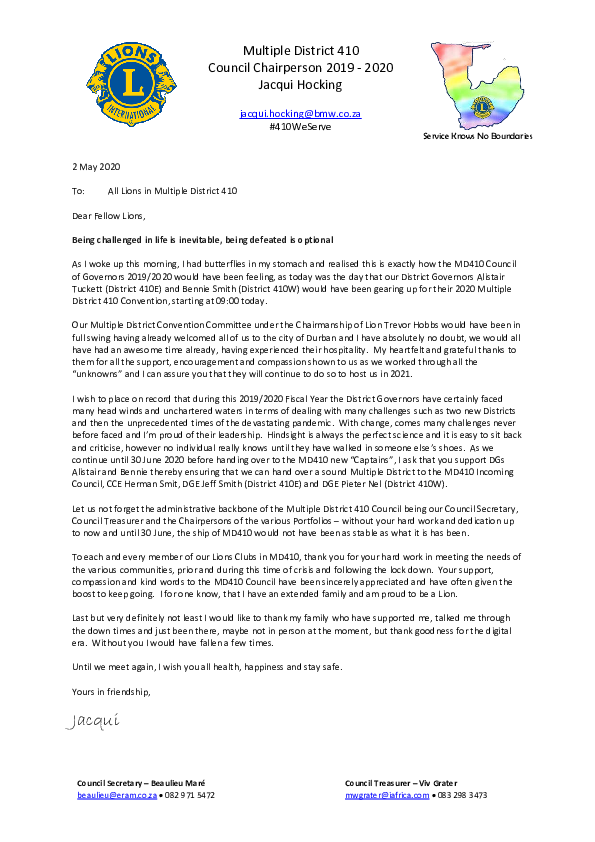 Multiple District 410
Council Chairperson 2019 - 2020
Jacqui Hocking
jacqui.hocking@bmw.co.za
#410WeServe
LIONS
L
INTERNATIONAL
Service Knows No Boundaries
2 May 2020
To: All Lions in Multiple District 410
Dear Fellow Lions,
Being challenged in life is inevitable, being defeated is optional
As I woke up this morning, I had butterflies in my stomach and realised this is exactly how the MD410 Council
of Governors 2019/2020 would have been feeling, as today was the day that our District Governors Alistair
Tuckett (District 410E) and Bennie Smith (District 410W) would have been gearing up for their 2020 Multiple
District 410 Convention, starting at 09:00 today.
Our Multiple District Convention Committee under the Chairmanship of Lion Trevor Hobbs would have been in
full swing having already welcomed all of us to the city of Durban and I have absolutely no doubt, we would all
have had an awesome time already, having experienced their hospitality. My heartfelt and grateful thanks to
them for all the support, encouragement and compassion shown to us as we worked through all the
“unknowns” and I can assure you that they will continue to do so to host us in 2021.
I wish to place on record that during this 2019/2020 Fiscal Year the District Governors have certainly faced
many head winds and unchartered waters in terms of dealing with many challenges such as two new Districts
and then the unprecedented times of the devastating pandemic. With change, comes many challenges never
before faced and I’m proud of their leadership. Hindsight is always the perfect science and it is easy to sit back
and criticise, however no individual really knows until they have walked in someone else’s shoes. As we
continue until 30 June 2020 before handing over to the MD410 new “Captains”, I ask that you support DGs
Alistair and Bennie thereby ensuring that we can hand over a sound Multiple District to the MD410 Incoming
Council, CCE Herman Smit, DGE Jeff Smith (District 410E) and DGE Pieter Nel (District 410W).
Let us not forget the administrative backbone of the Multiple District 410 Council being our Council Secretary,
Council Treasurer and the Chairpersons of the various Portfolios – without your hard work and dedication up
to now and until 30 June, the ship of MD410 would not have been as stable as what it is has been.
To each and every member of our Lions Clubs in MD410, thank you for your hard work in meeting the needs of
the various communities, prior and during this time of crisis and following the lock down. Your support,
compassion and kind words to the MD410 Council have been sincerely appreciated and have often given the
boost to keep going. I for one know, that I have an extended family and am proud to be a Lion.
Last but very definitely not least I would like to thank my family who have supported me, talked me through
the down times and just been there, maybe not in person at the moment, but thank goodness for the digital
era. Without you I would have fallen a few times.
Until we meet again, I wish you all health, happiness and stay safe.
Yours in friendship,
Jacqui
Council Secretary – Beaulieu Maré
beaulieu@eram.co.za • 082 971 5472
Council Treasurer – Viv Grater
mwgrater@iafrica.com • 083 298 3473